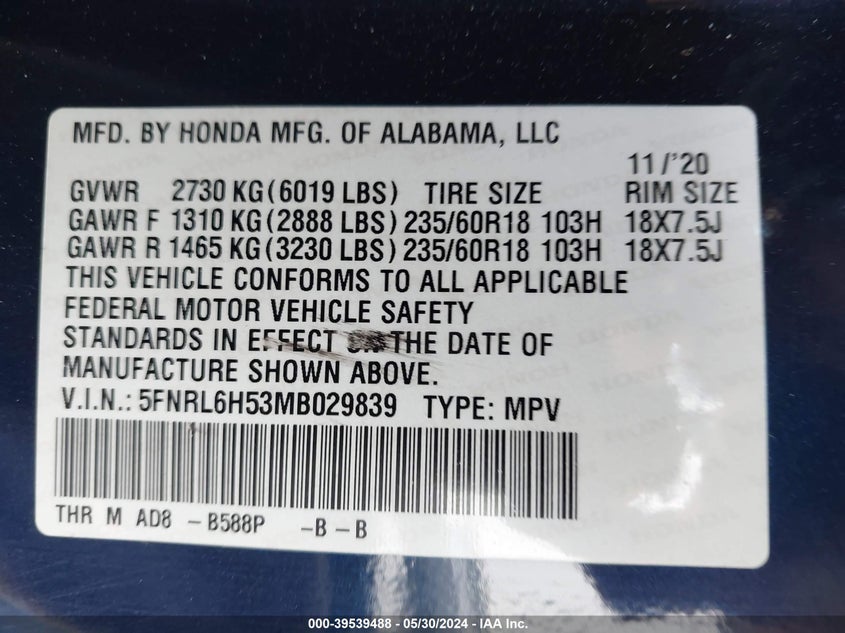 MFD. BY HONDA MFG. OF ALABAMA, LLC
11/'20
GVWR 2730 KG(6019 LBS) TIRE SIZE RIM SIZE
GAWR F 1310 KG(2888 LBS) 235/60R18 103H 18X7.5J
GAWR R 1465 KG(3230 LBS) 235/60R18 103H 18X7.5J
THIS VEHICLE CONFORMS TO ALL APPLICABLE
FEDERAL MOTOR VEHICLE SAFETY
STANDARDS IN EFFECT THE DATE OF
MANUFACTURE SHOWN ABOVE.
V.I.N.: 5FNRL6H53MB029839 TYPE: MPV
THR M AD8 - B588P - B - B
000-39539488 - 05/30/2024 - IAA Inc.